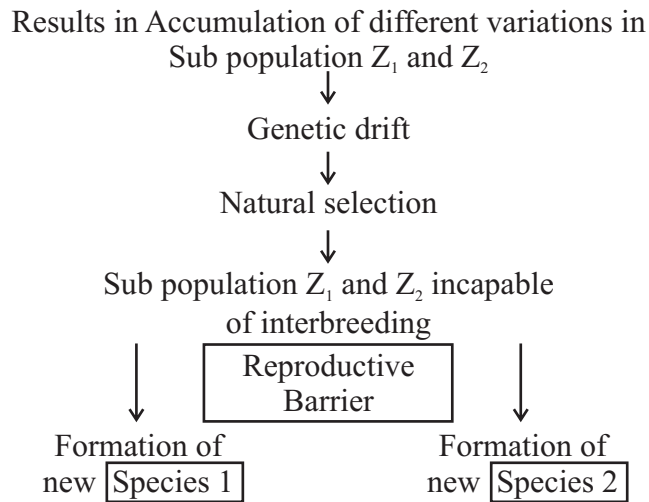 Results in Accumulation of different variations in
Sub population Z₁ and Z₂
Genetic drift
Natural selection
Sub population Z₁ and Z₂ incapable
of interbreeding
Reproductive
Barrier
Formation of
new Species 1
Formation of
new Species 2